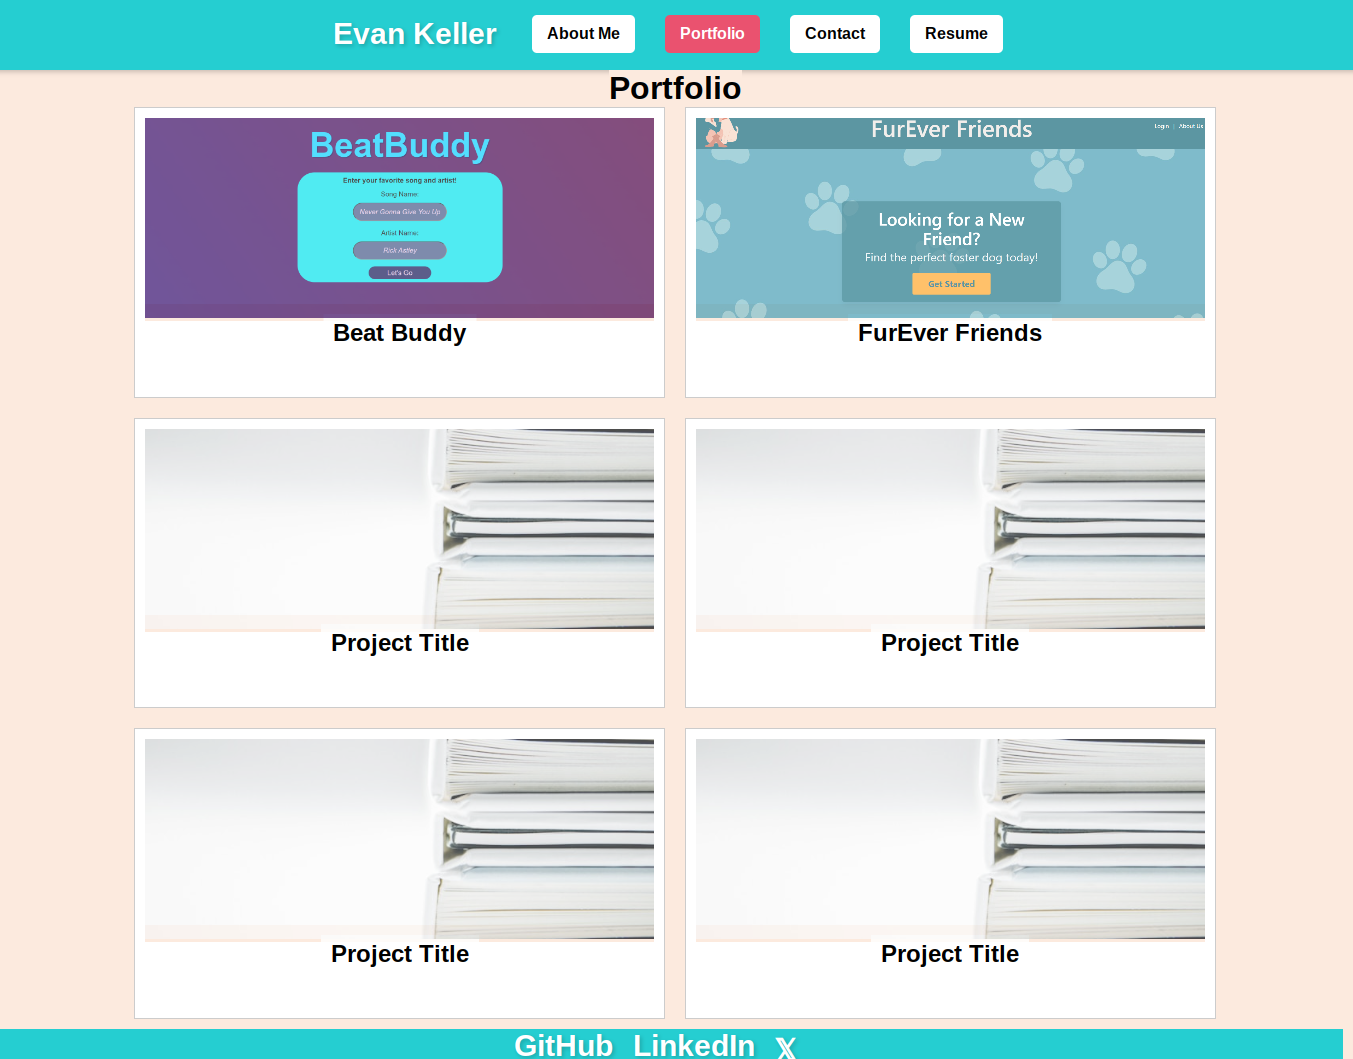 Evan Keller About Me Portfolio Contact Resume
Portfolio
BeatBuddy
Enter your favorite song and artist!
Song Name:
Never Gonna Give You Up
Artist Name:
Rick Astley
Let's Go
Beat Buddy
FurEver Friends
Login | About Us
Looking for a New
Friend?
Find the perfect foster dog today!
Get Started
FurEver Friends
Project Title
Project Title
Project Title
Project Title
GitHub LinkedIn 𝕏